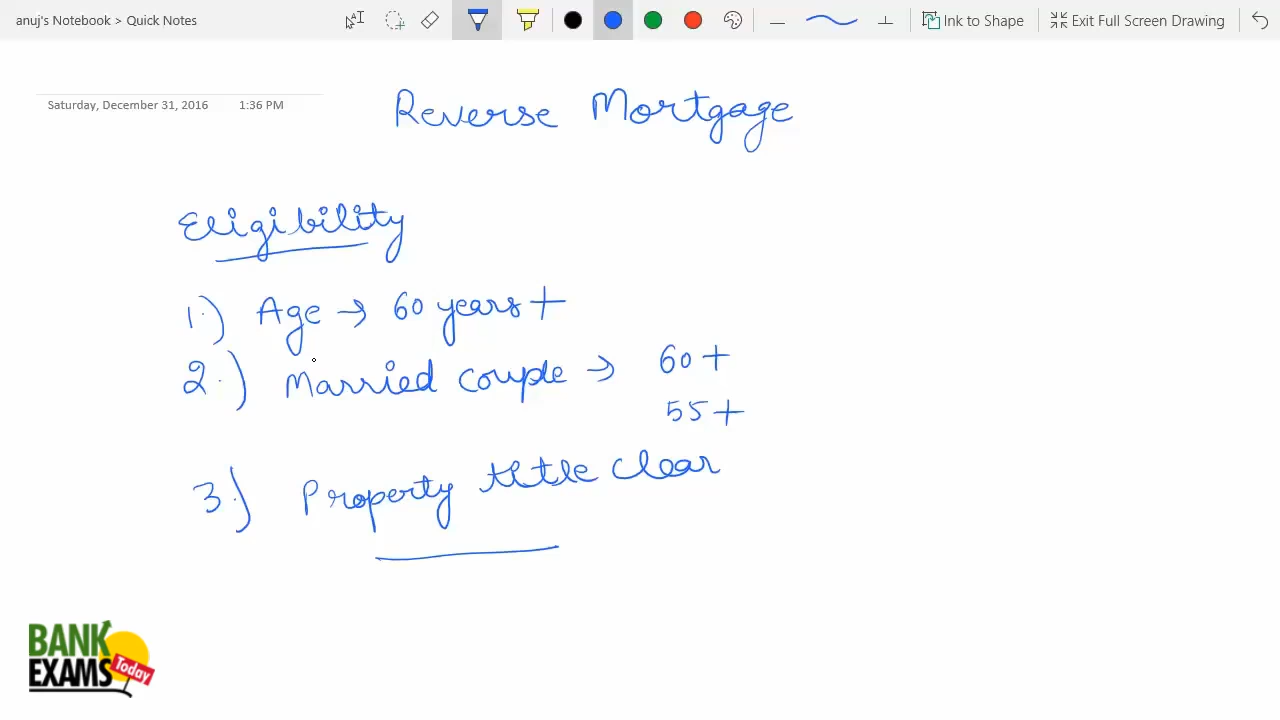 anuj's Notebook > Quick Notes
Ink to Shape
Exit Full Screen Drawing
Saturday, December 31, 2016 1:36 PM
Reverse Mortgage
Eligibility
1.) Age → 60 years +
2.) Married couple → 60+
55+
3.) Property title clear
BANK
EXAMS
Today